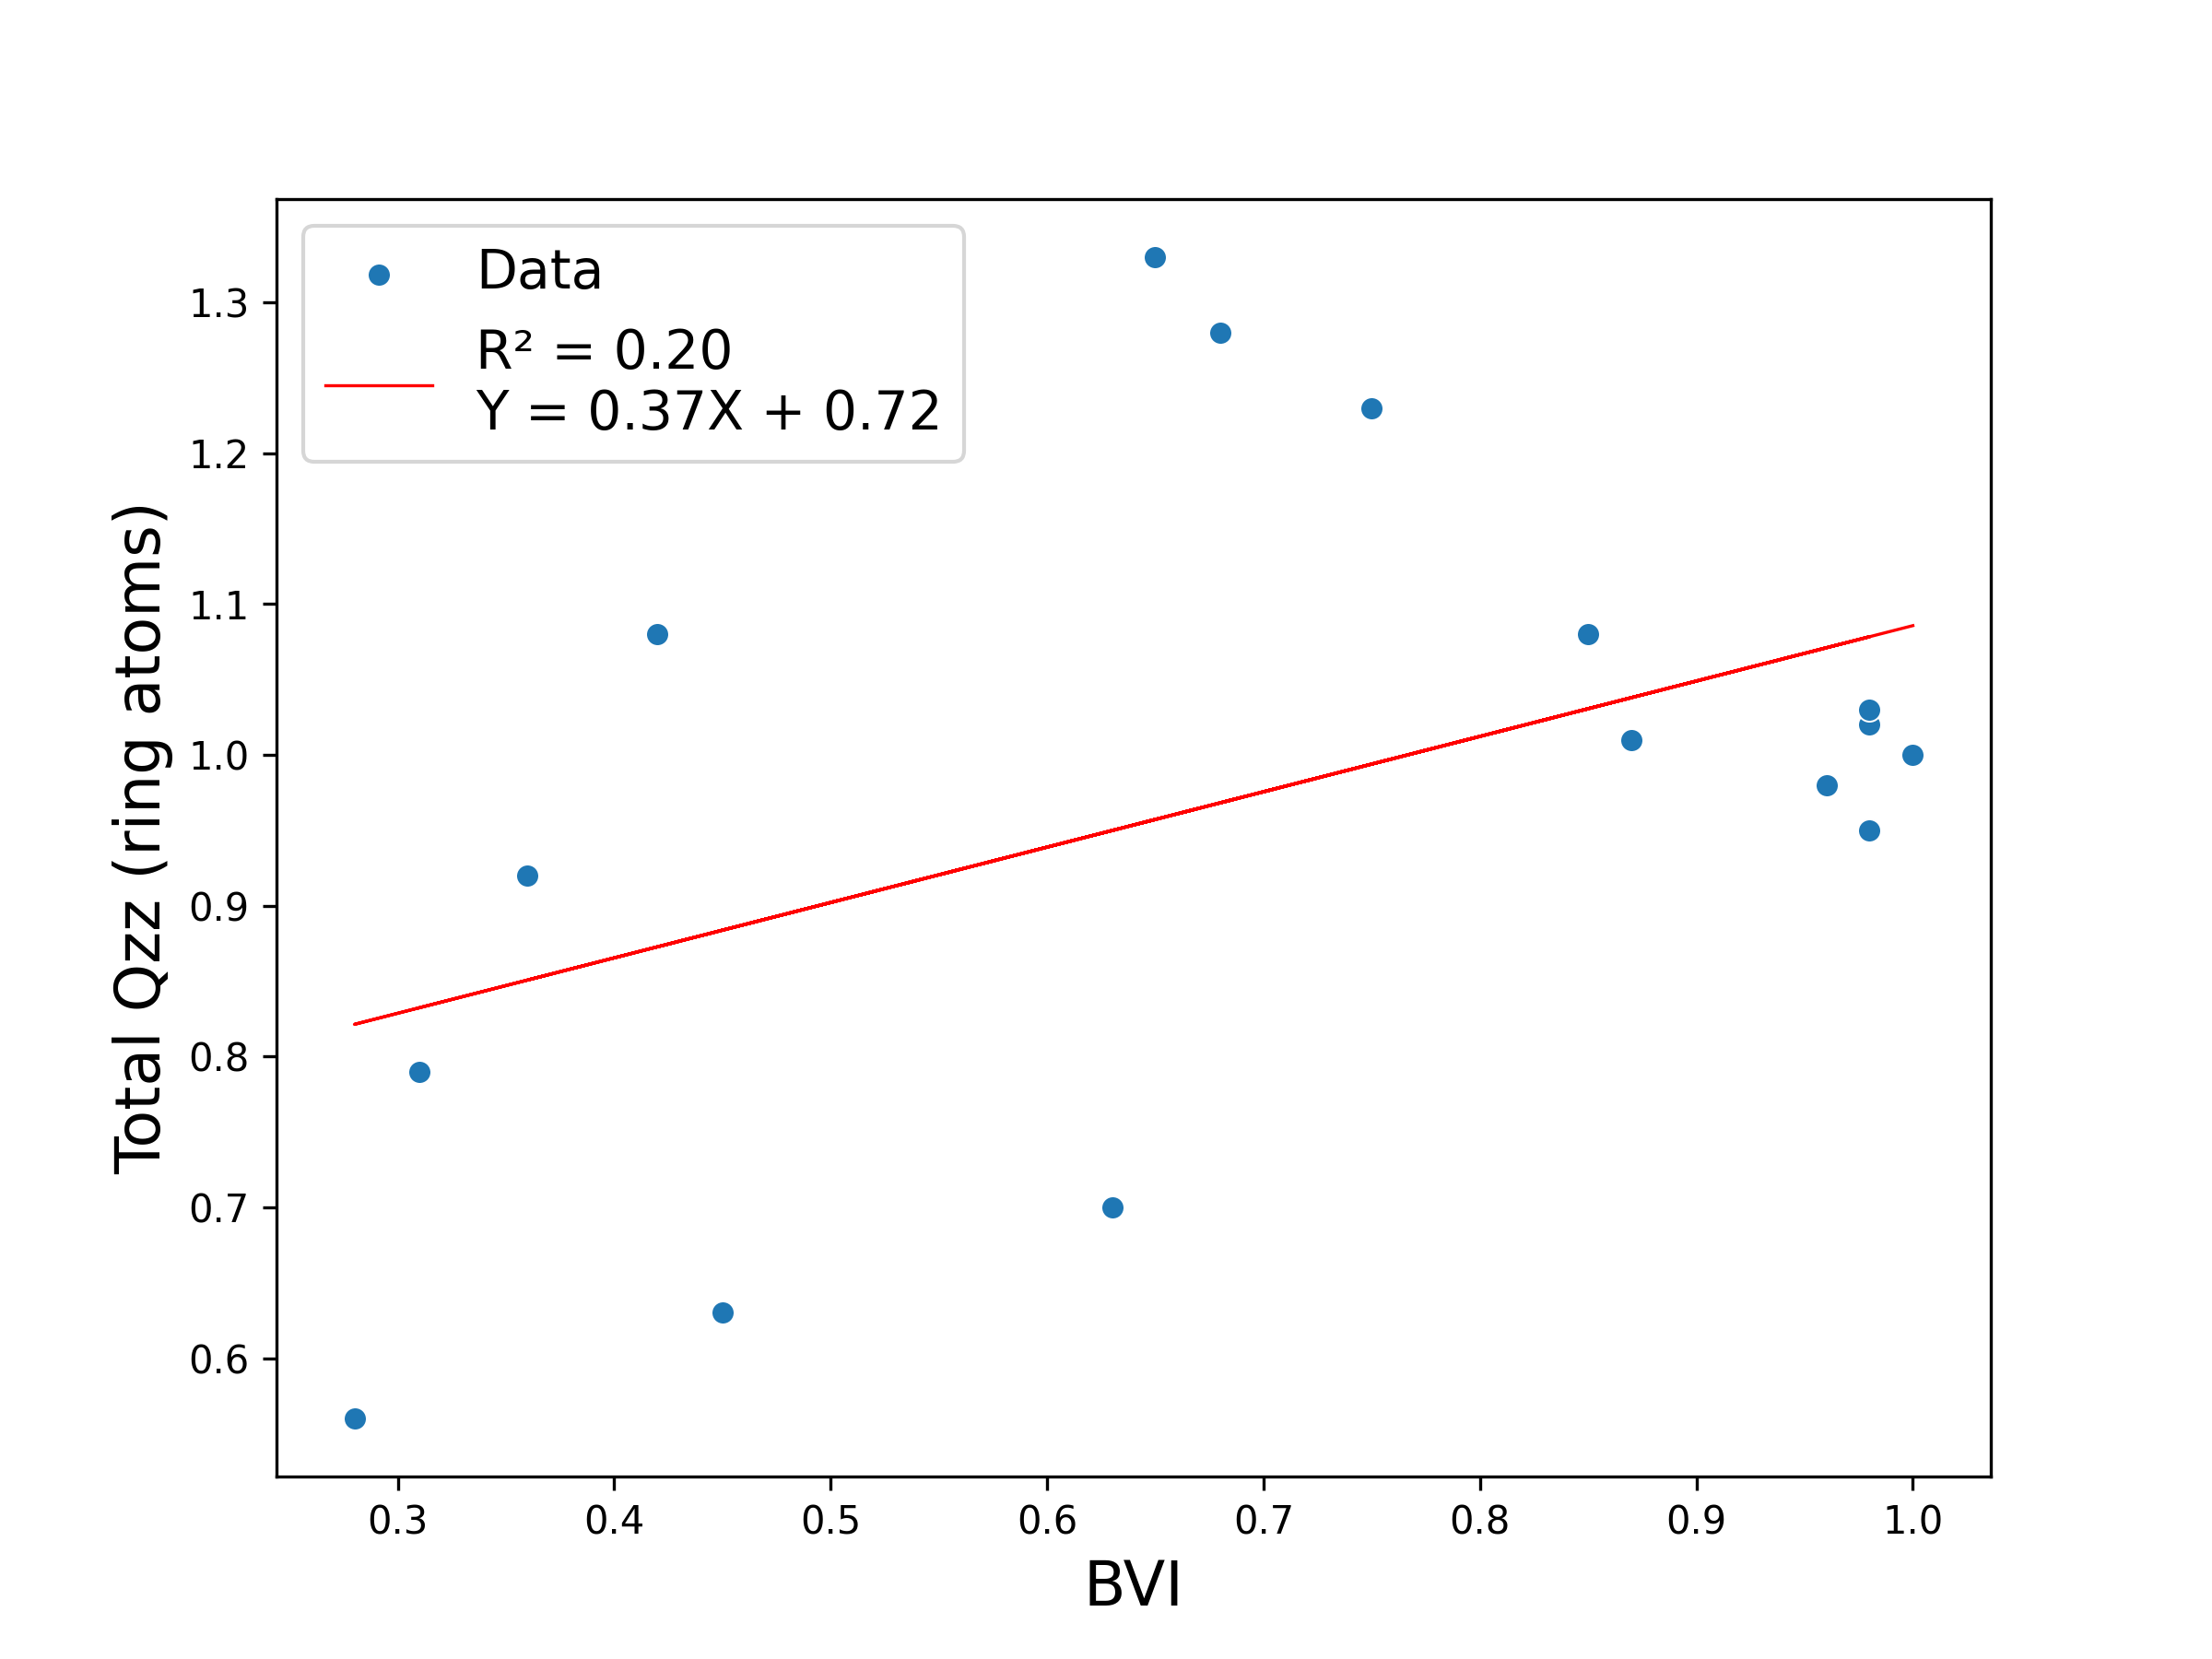 Data
R² = 0.20
Y = 0.37X + 0.72
1.3
1.2
1.1
1.0
0.9
0.8
0.7
0.6
Total Qzz (ring atoms)
0.3 0.4 0.5 0.6 0.7 0.8 0.9 1.0
BVI